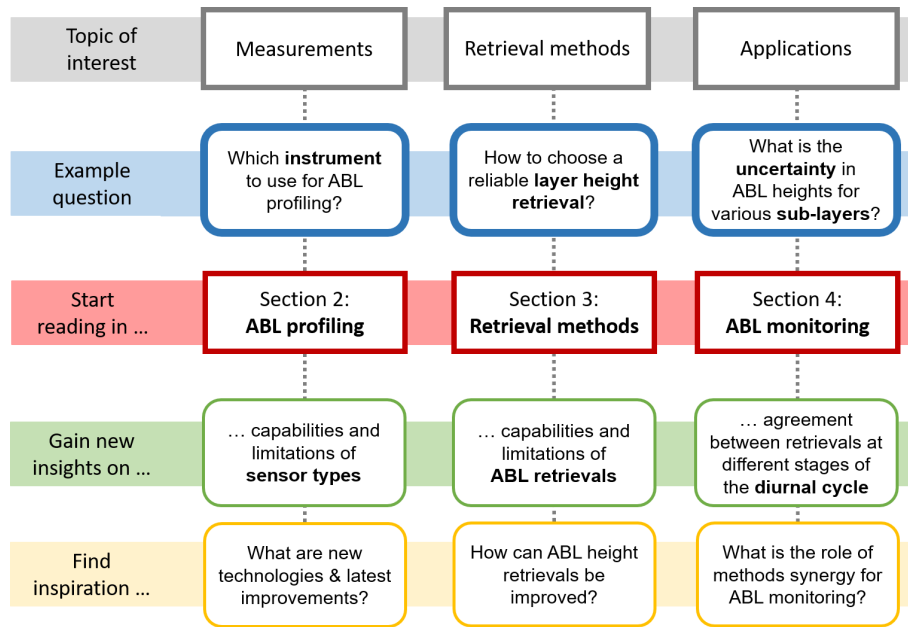 Topic of
interest
Measurements
Retrieval methods
Applications
Example
question
Which instrument
to use for ABL
profiling?
How to choose a
reliable layer height
retrieval?
What is the
uncertainty in
ABL heights for
various sub-layers?
Start
reading in …
Section 2:
ABL profiling
Section 3:
Retrieval methods
Section 4:
ABL monitoring
Gain new
insights on …
… capabilities and
limitations of
sensor types
… capabilities and
limitations of
ABL retrievals
… agreement
between retrievals at
different stages of
the diurnal cycle
Find
inspiration …
What are new
technologies & latest
improvements?
How can ABL height
retrievals be
improved?
What is the role of
methods synergy for
ABL monitoring?